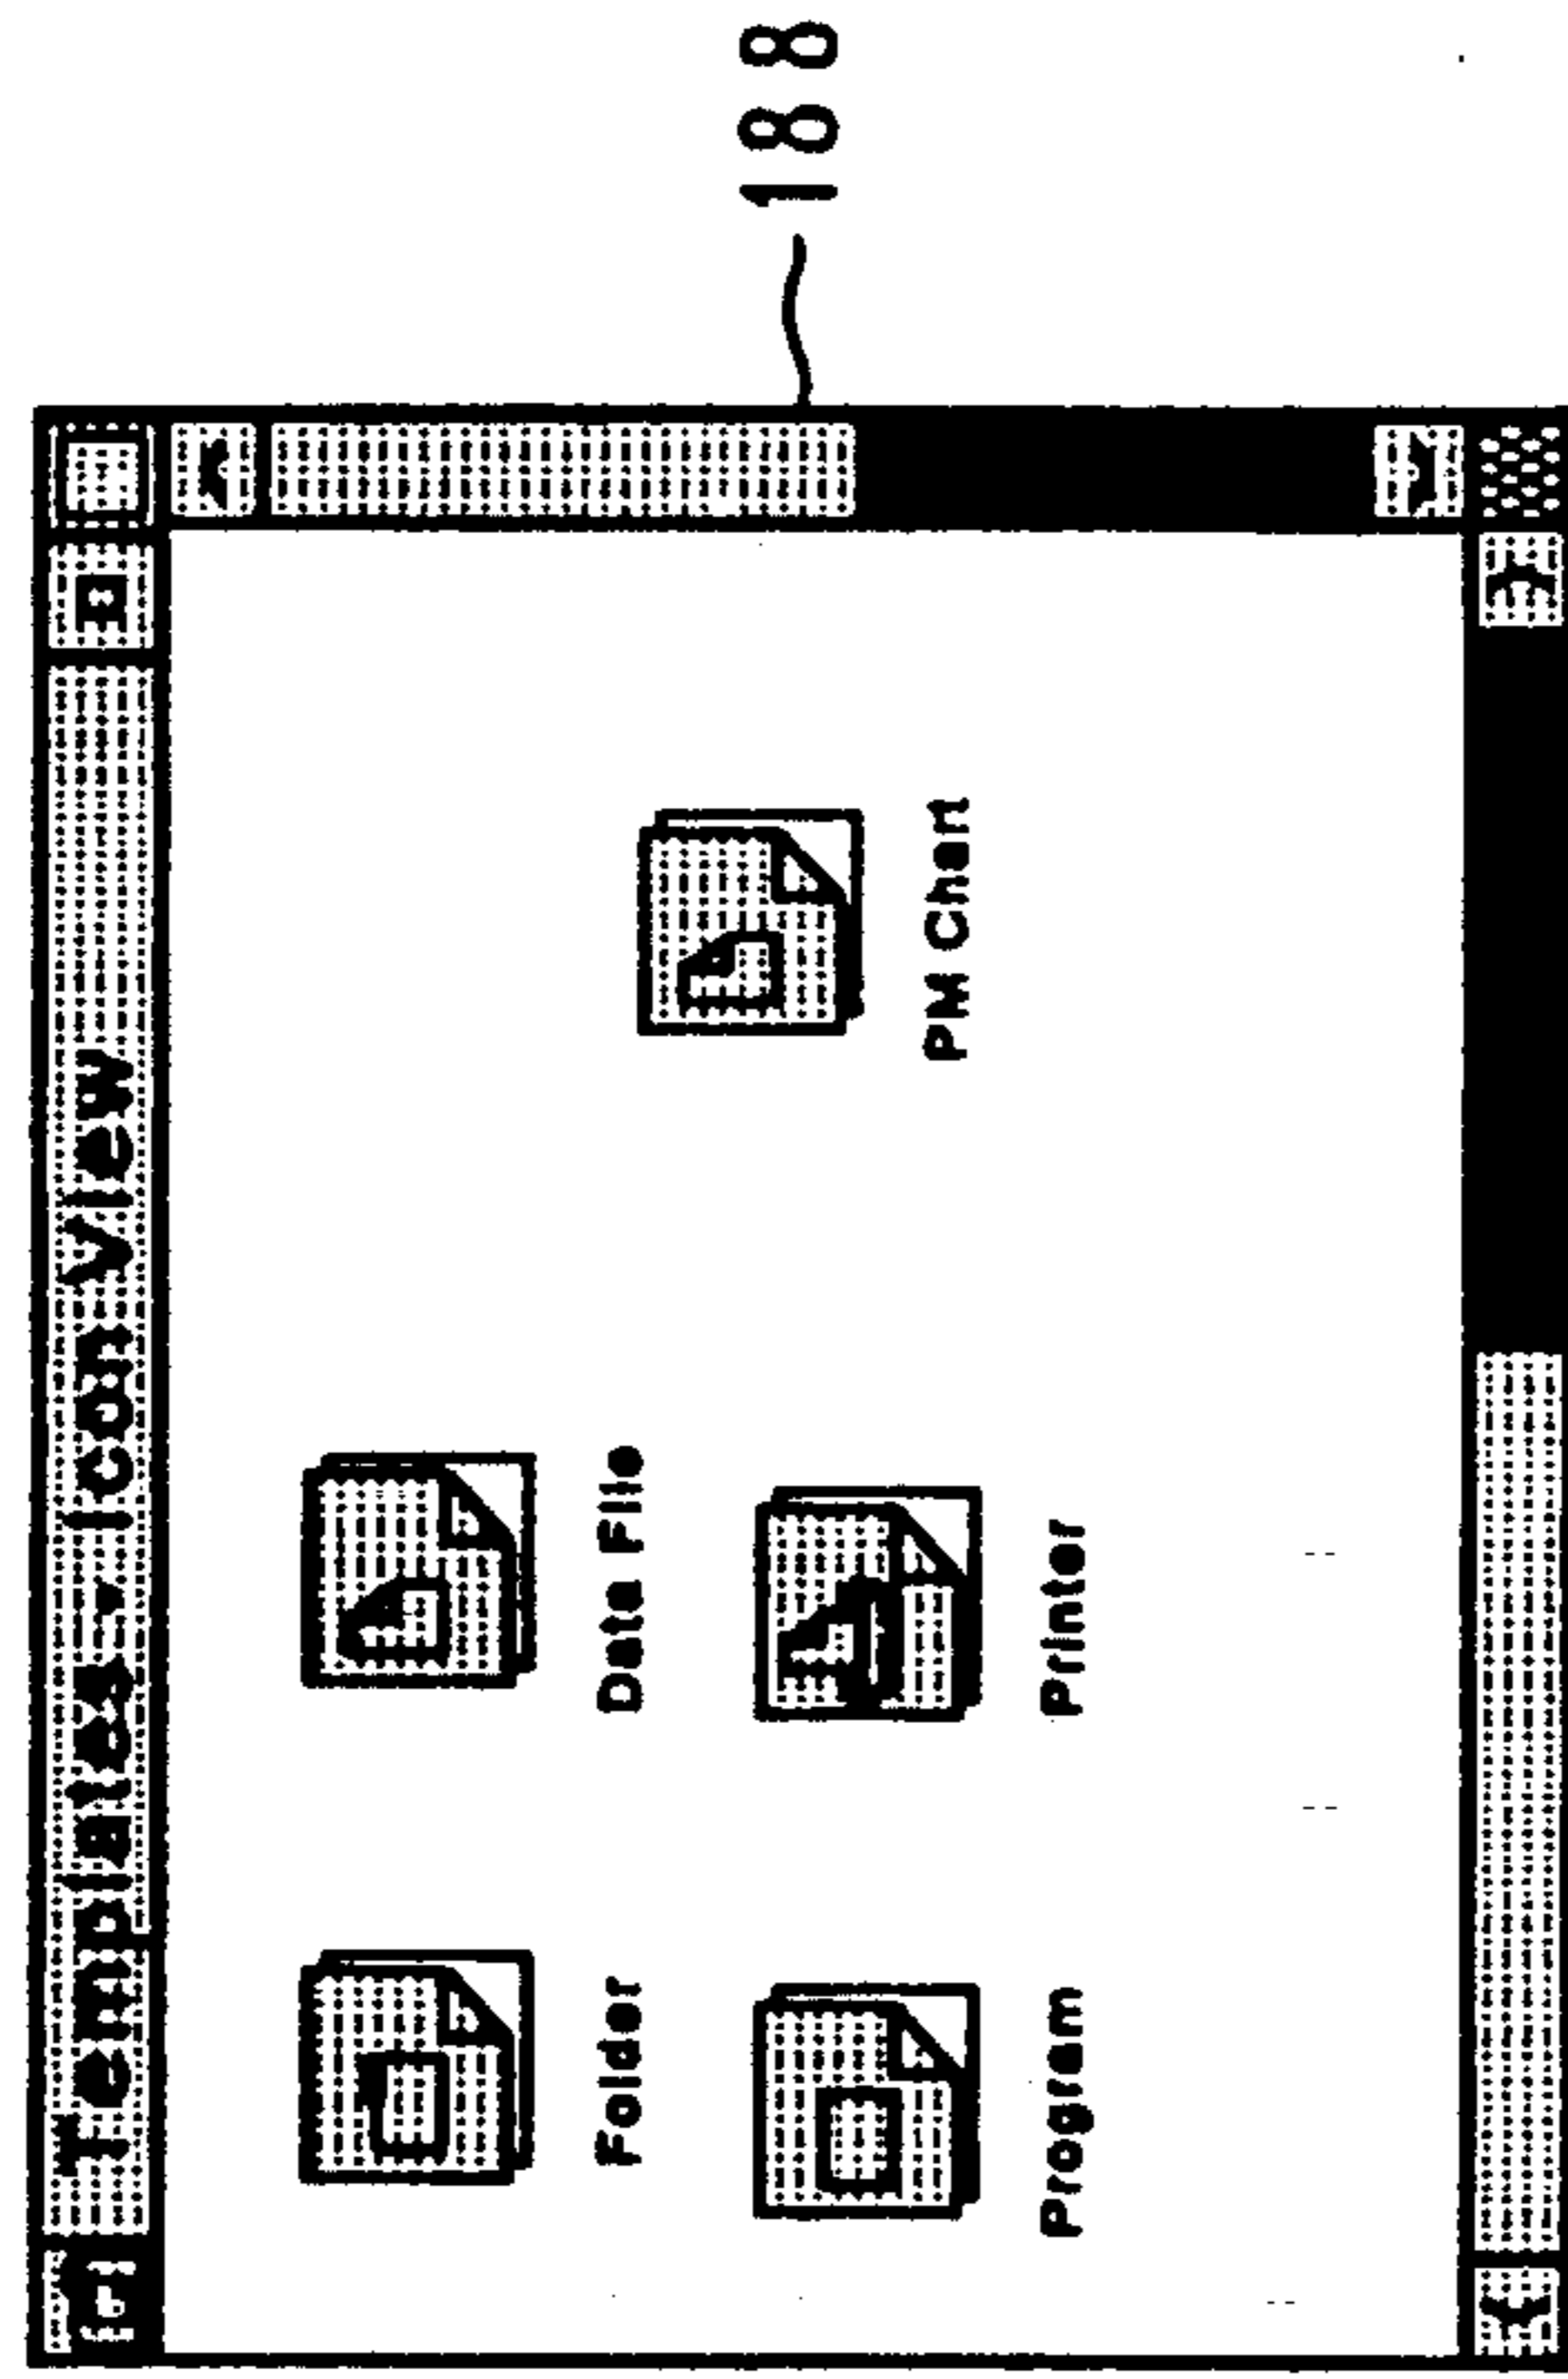 Templates - Icon View
Folder
Data File
PM Chart
Program
Printer
188